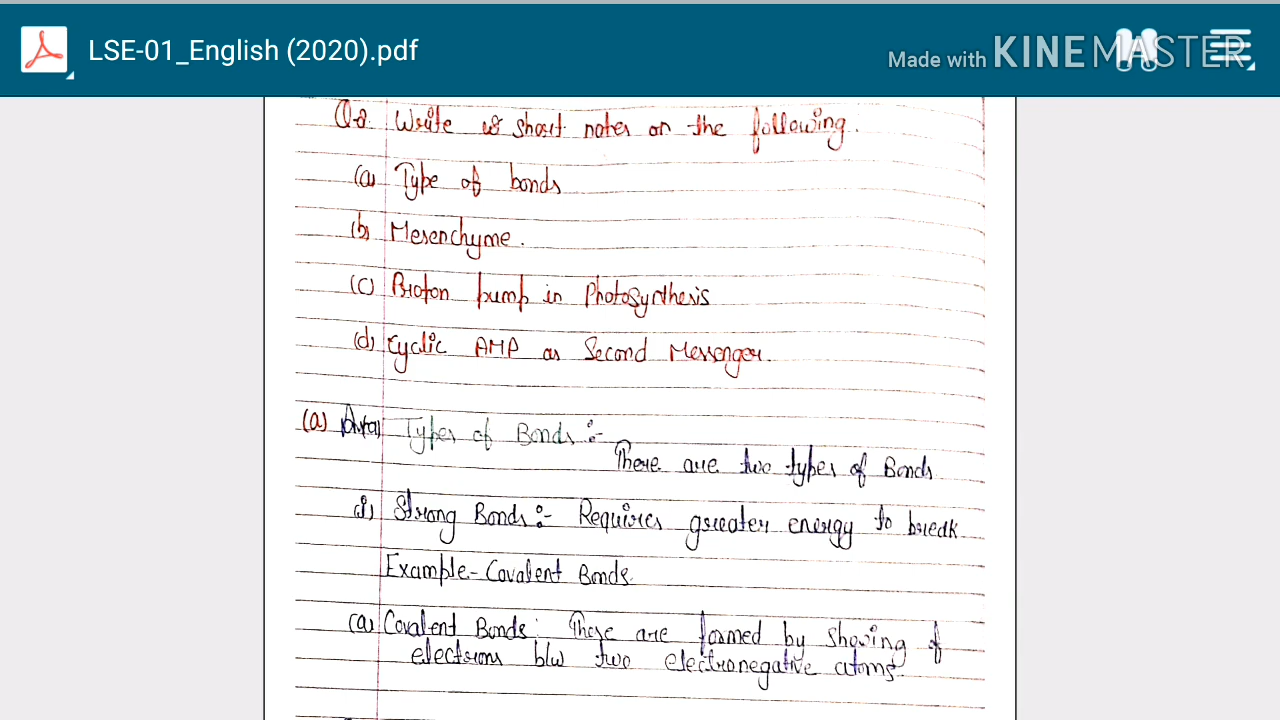 LSE-01_English (2020).pdf
Made with KINEMASTER
Q8. Write short notes on the following.
(a) Type of bonds
(b) Mesenchyme.
(c) Proton pump in Photosynthesis
(d) Cyclic AMP as Second Messenger.
(a) Types of Bonds :-
There are two types of Bonds
(i) Strong Bonds :- Requires greater energy to break
Example - Covalent Bonds.
(a) Covalent Bonds: These are formed by sharing of
electrons b/w two electronegative atoms.